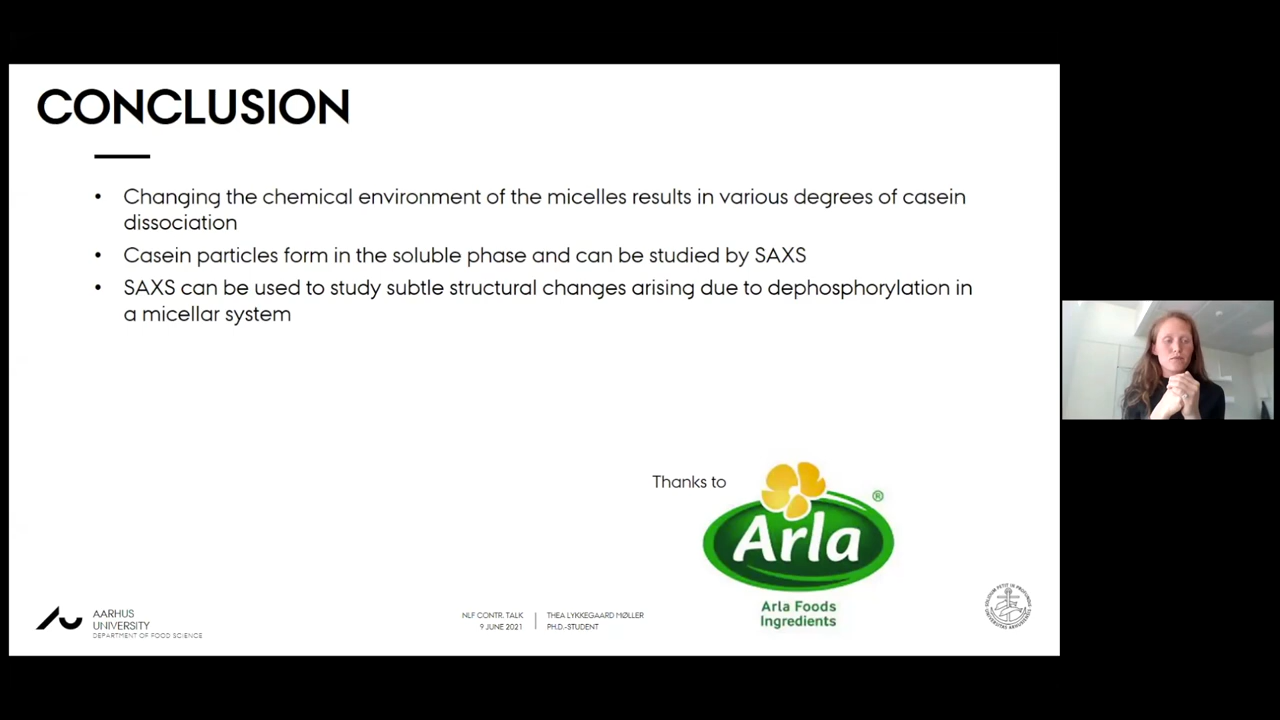 CONCLUSION
• Changing the chemical environment of the micelles results in various degrees of casein
dissociation
• Casein particles form in the soluble phase and can be studied by SAXS
• SAXS can be used to study subtle structural changes arising due to dephosphorylation in
a micellar system
Thanks to
Arla
®
Arla Foods
Ingredients
AARHUS
UNIVERSITY
DEPARTMENT OF FOOD SCIENCE
NLF CONTR. TALK
9 JUNE 2021
THEA LYKKEGAARD MØLLER
PH.D.-STUDENT